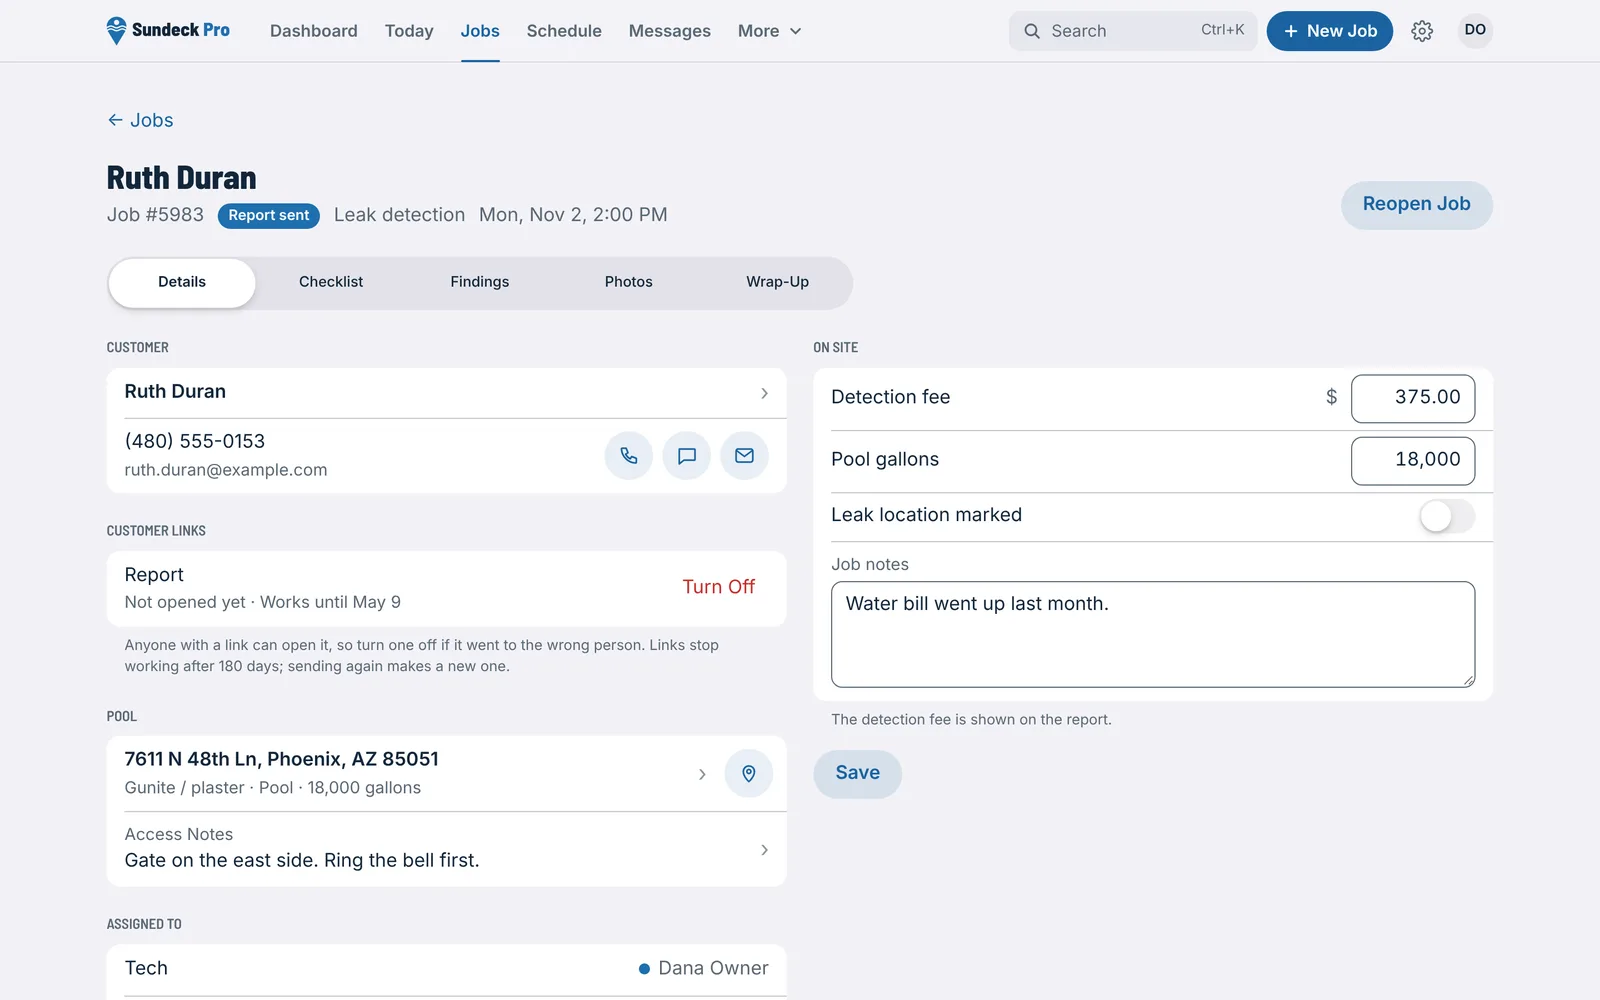 Sundeck Pro
Dashboard
Today
Jobs
Schedule
Messages
More
Search
Ctrl+K
+ New Job
DO
← Jobs
Ruth Duran
Job #5983
Report sent
Leak detection
Mon, Nov 2, 2:00 PM
Reopen Job
Details
Checklist
Findings
Photos
Wrap-Up
CUSTOMER
Ruth Duran
(480) 555-0153
ruth.duran@example.com
CUSTOMER LINKS
Report
Not opened yet · Works until May 9
Turn Off
Anyone with a link can open it, so turn one off if it went to the wrong person. Links stop
working after 180 days; sending again makes a new one.
POOL
7611 N 48th Ln, Phoenix, AZ 85051
Gunite / plaster · Pool · 18,000 gallons
Access Notes
Gate on the east side. Ring the bell first.
ASSIGNED TO
Tech
Dana Owner
ON SITE
Detection fee
$ 375.00
Pool gallons
18,000
Leak location marked
Job notes
Water bill went up last month.
The detection fee is shown on the report.
Save